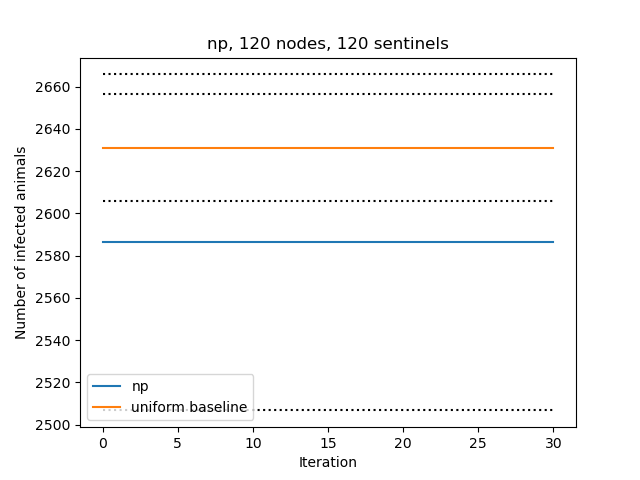 np, 120 nodes, 120 sentinels
Number of infected animals
2660
2640
2620
2600
2580
2560
2540
2520
2500
np
uniform baseline
0 5 10 15 20 25 30
Iteration